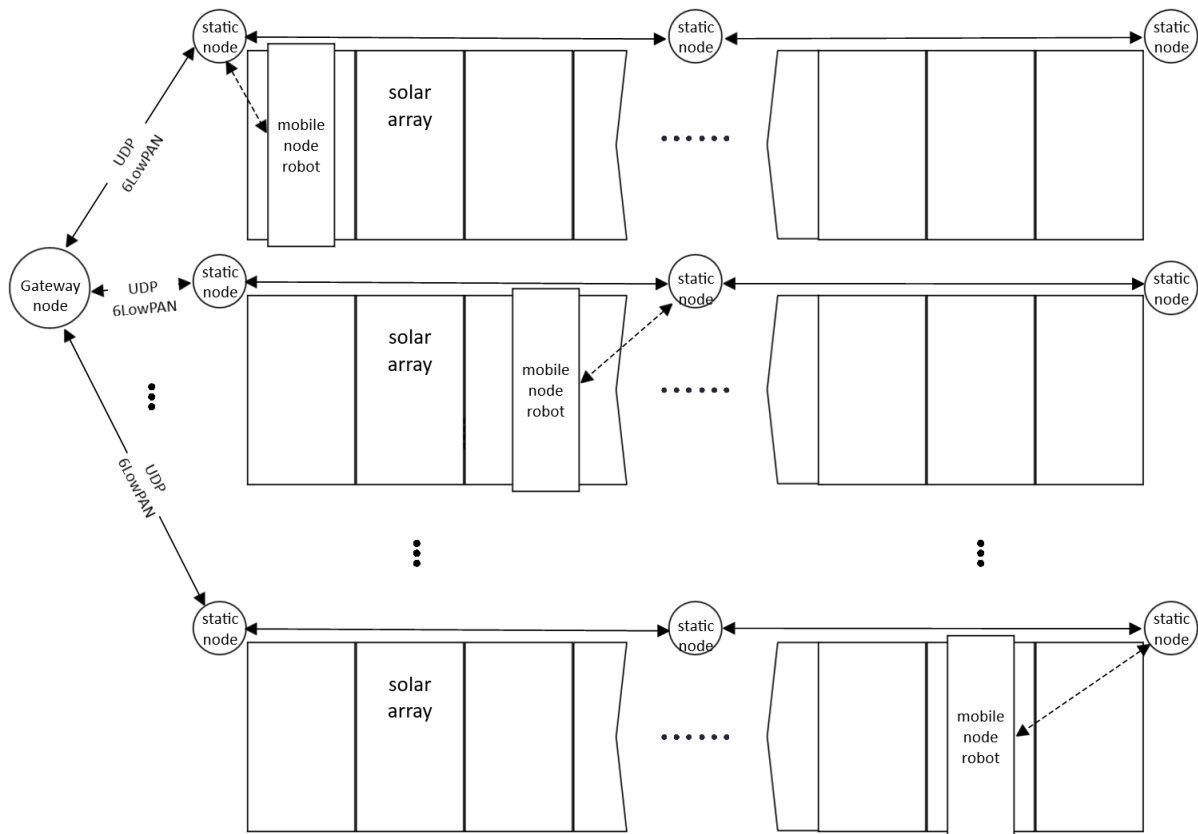 static
node
static
node
static
node
solar
array
mobile
node
robot
UDP
6LowPAN
Gateway
node
UDP
6LowPAN
static
node
static
node
static
node
solar
array
mobile
node
robot
UDP
6LowPAN
static
node
static
node
static
node
solar
array
mobile
node
robot